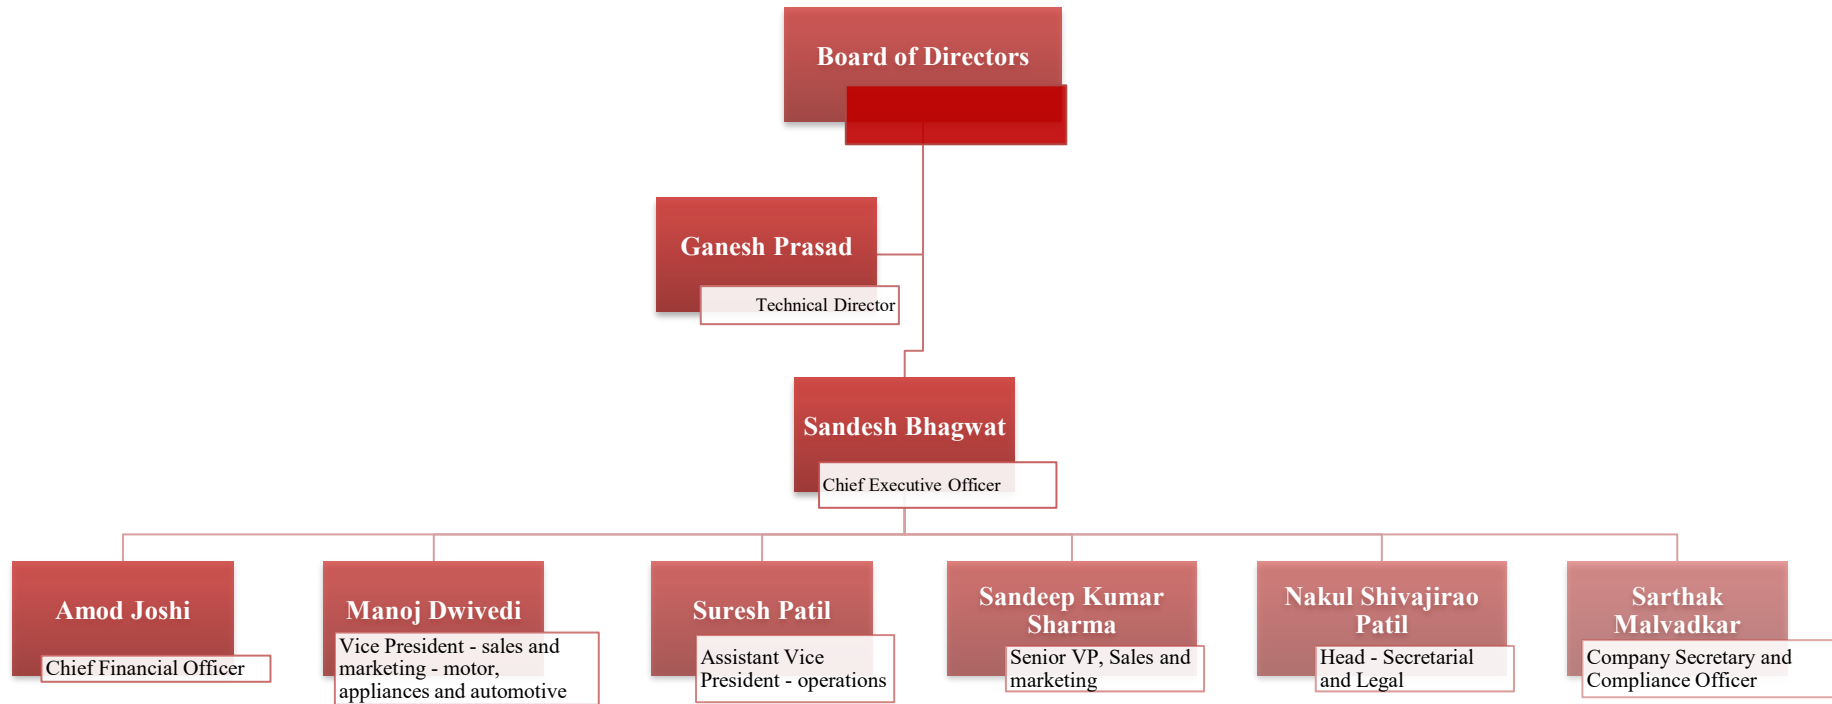 Board of Directors
Ganesh Prasad
Technical Director
Sandesh Bhagwat
Chief Executive Officer
Amod Joshi
Chief Financial Officer
Manoj Dwivedi
Vice President - sales and
marketing - motor,
appliances and automotive
Suresh Patil
Assistant Vice
President - operations
Sandeep Kumar
Sharma
Senior VP, Sales and
marketing
Nakul Shivajirao
Patil
Head - Secretarial
and Legal
Sarthak
Malvadkar
Company Secretary and
Compliance Officer